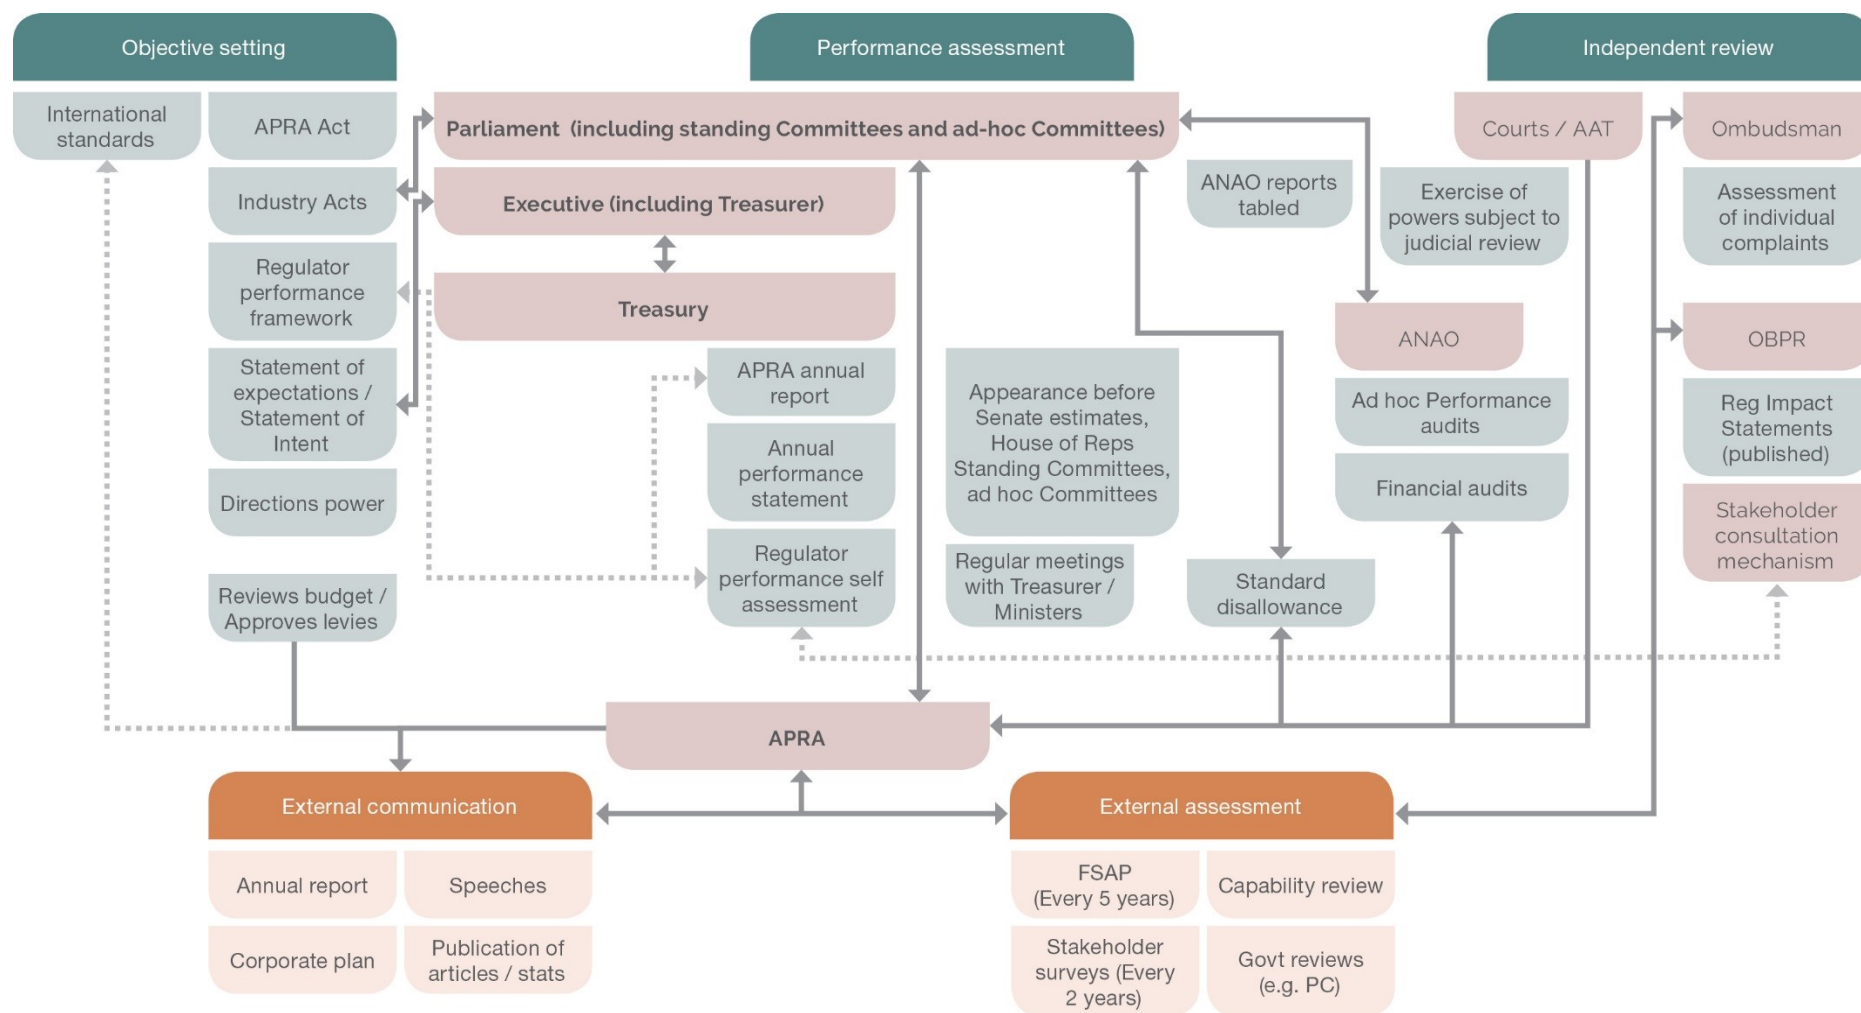 Objective setting
Performance assessment
Independent review
International
standards
APRA Act
Parliament (including standing Committees and ad-hoc Committees)
Courts / AAT
Ombudsman
Industry Acts
Executive (including Treasurer)
ANAO reports
tabled
Exercise of
powers subject to
judicial review
Assessment
of individual
complaints
Regulator
performance
framework
Treasury
ANAO
OBPR
Statement of
expectations /
Statement of
Intent
APRA annual
report
Appearance before
Senate estimates,
House of Reps
Standing Committees,
ad hoc Committees
Ad hoc Performance
audits
Reg Impact
Statements
(published)
Annual
performance
statement
Directions power
Financial audits
Stakeholder
consultation
mechanism
Reviews budget /
Approves levies
Regulator
performance self
assessment
Regular meetings
with Treasurer /
Ministers
Standard
disallowance
APRA
External communication
External assessment
Annual report
Speeches
FSAP
(Every 5 years)
Capability review
Corporate plan
Publication of
articles / stats
Stakeholder
surveys (Every
2 years)
Govt reviews
(e.g. PC)